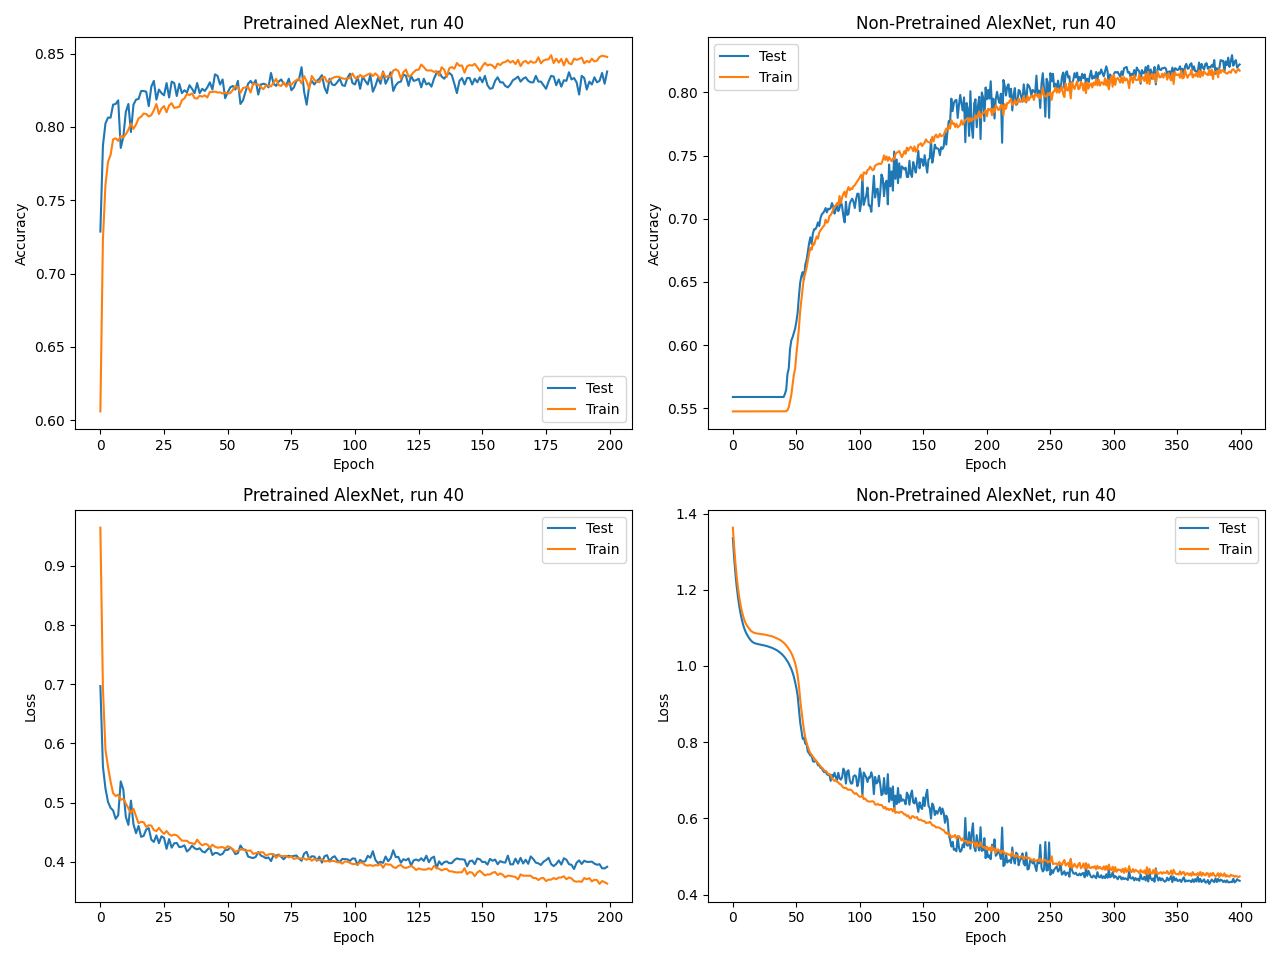 Pretrained AlexNet, run 40
0.85
0.80
0.75
0.70
0.65
0.60
Accuracy
0 25 50 75 100 125 150 175 200
Epoch
Test
Train
Non-Pretrained AlexNet, run 40
Test
Train
0.80
0.75
0.70
0.65
0.60
0.55
Accuracy
0 50 100 150 200 250 300 350 400
Epoch
Pretrained AlexNet, run 40
Test
Train
0.9
0.8
0.7
0.6
0.5
0.4
Loss
0 25 50 75 100 125 150 175 200
Epoch
Non-Pretrained AlexNet, run 40
Test
Train
1.4
1.2
1.0
0.8
0.6
0.4
Loss
0 50 100 150 200 250 300 350 400
Epoch